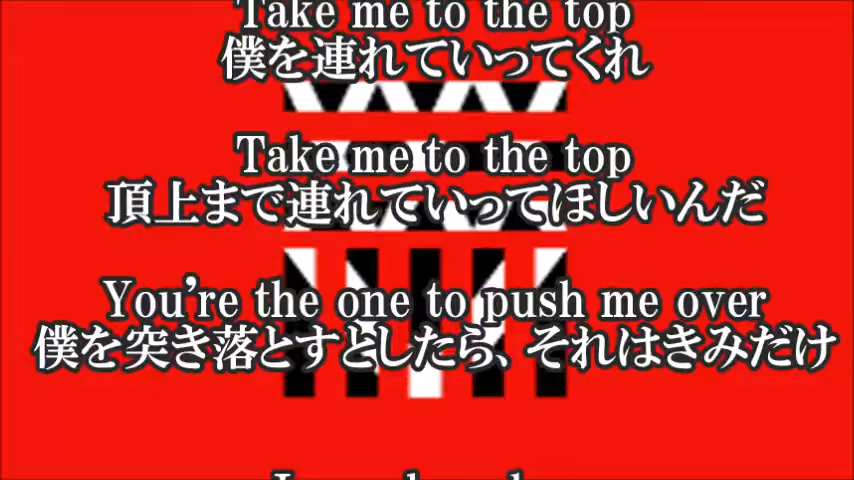 Take me to the top
僕を連れていってくれ
Take me to the top
頂上まで連れていってほしいんだ
You're the one to push me over
僕を突き落とすとしたら、それはきみだけ